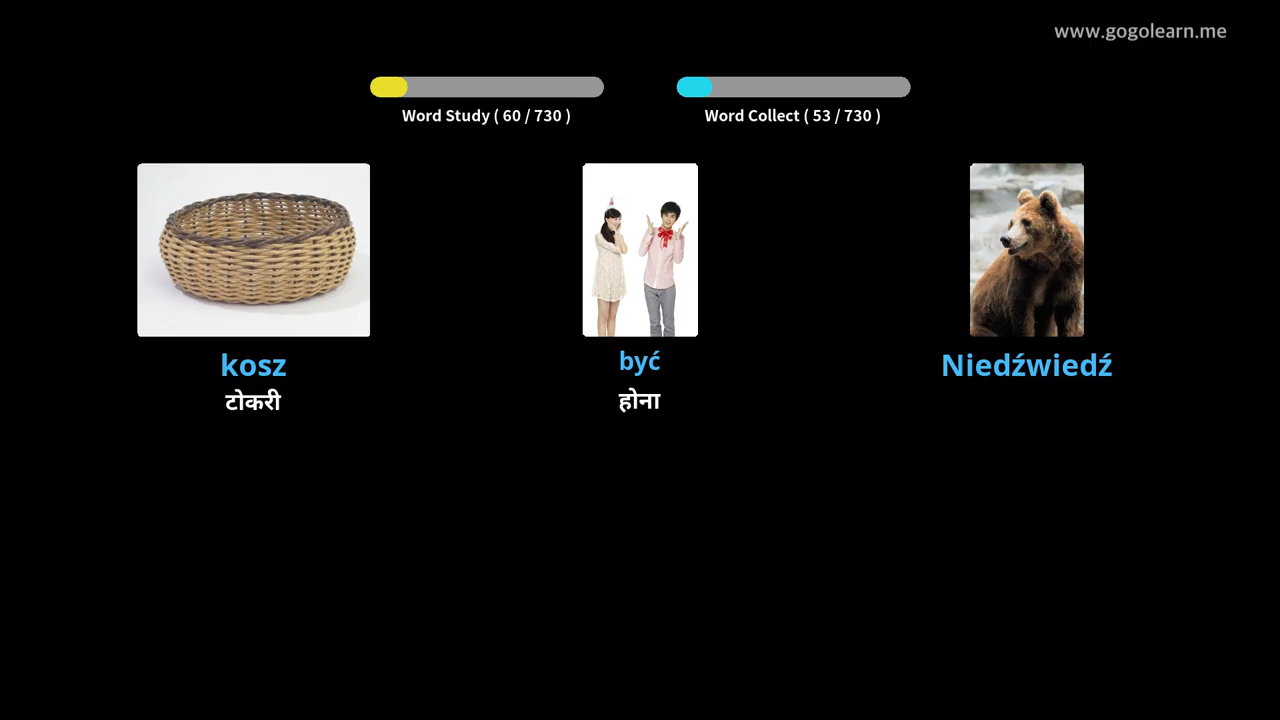 www.gogolearn.me
Word Study ( 60 / 730 )
Word Collect ( 53 / 730 )
kosz
टोकरी
być
होना
Niedźwiedź